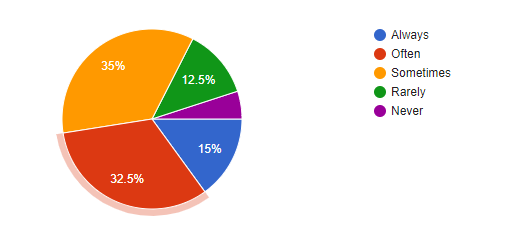 Always
Often
Sometimes
Rarely
Never
35%
12.5%
15%
32.5%